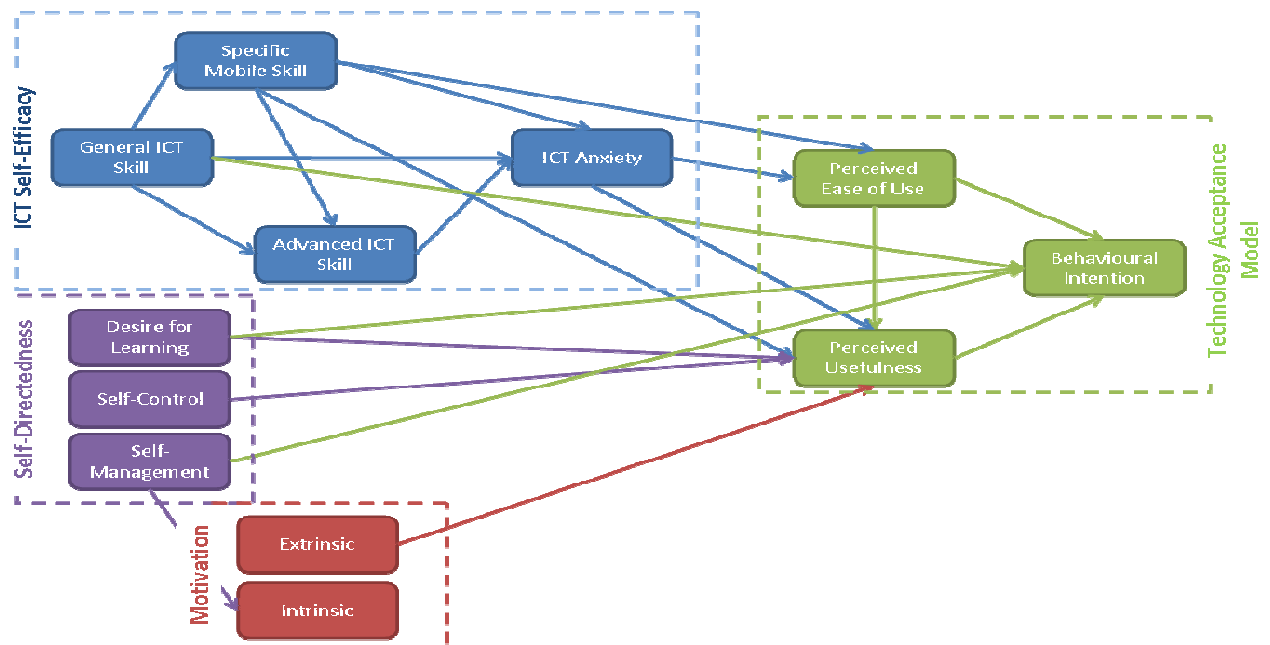 ICT Self-Efficacy
Specific
Mobile Skill
General ICT
Skill
ICT Anxiety
Advanced ICT
Skill
Technology Acceptance
Model
Perceived
Ease of Use
Behavioural
Intention
Perceived
Usefulness
Self-Directedness
Desire for
Learning
Self-Control
Self-
Management
Motivation
Extrinsic
Intrinsic